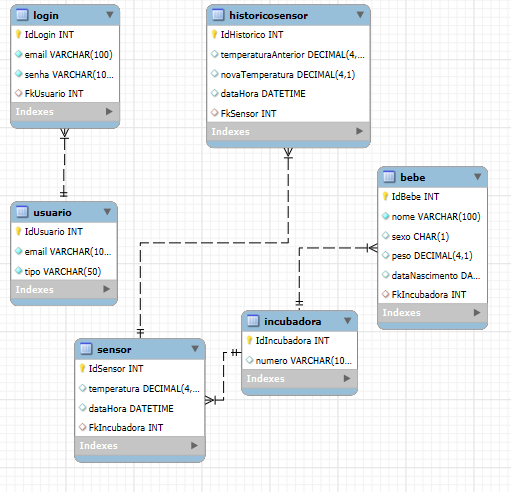 login
IdLogin INT
email VARCHAR(100)
senha VARCHAR(10...
FkUsuario INT
Indexes
historicosensor
IdHistorico INT
temperaturaAnterior DECIMAL(4,...
novaTemperatura DECIMAL(4,1)
dataHora DATETIME
FkSensor INT
Indexes
bebe
IdBebe INT
nome VARCHAR(100)
sexo CHAR(1)
peso DECIMAL(4,1)
dataNascimento DA...
FkIncubadora INT
Indexes
usuario
IdUsuario INT
email VARCHAR(10...
tipo VARCHAR(50)
Indexes
incubadora
IdIncubadora INT
numero VARCHAR(10...
Indexes
sensor
IdSensor INT
temperatura DECIMAL(4,...
dataHora DATETIME
FkIncubadora INT
Indexes